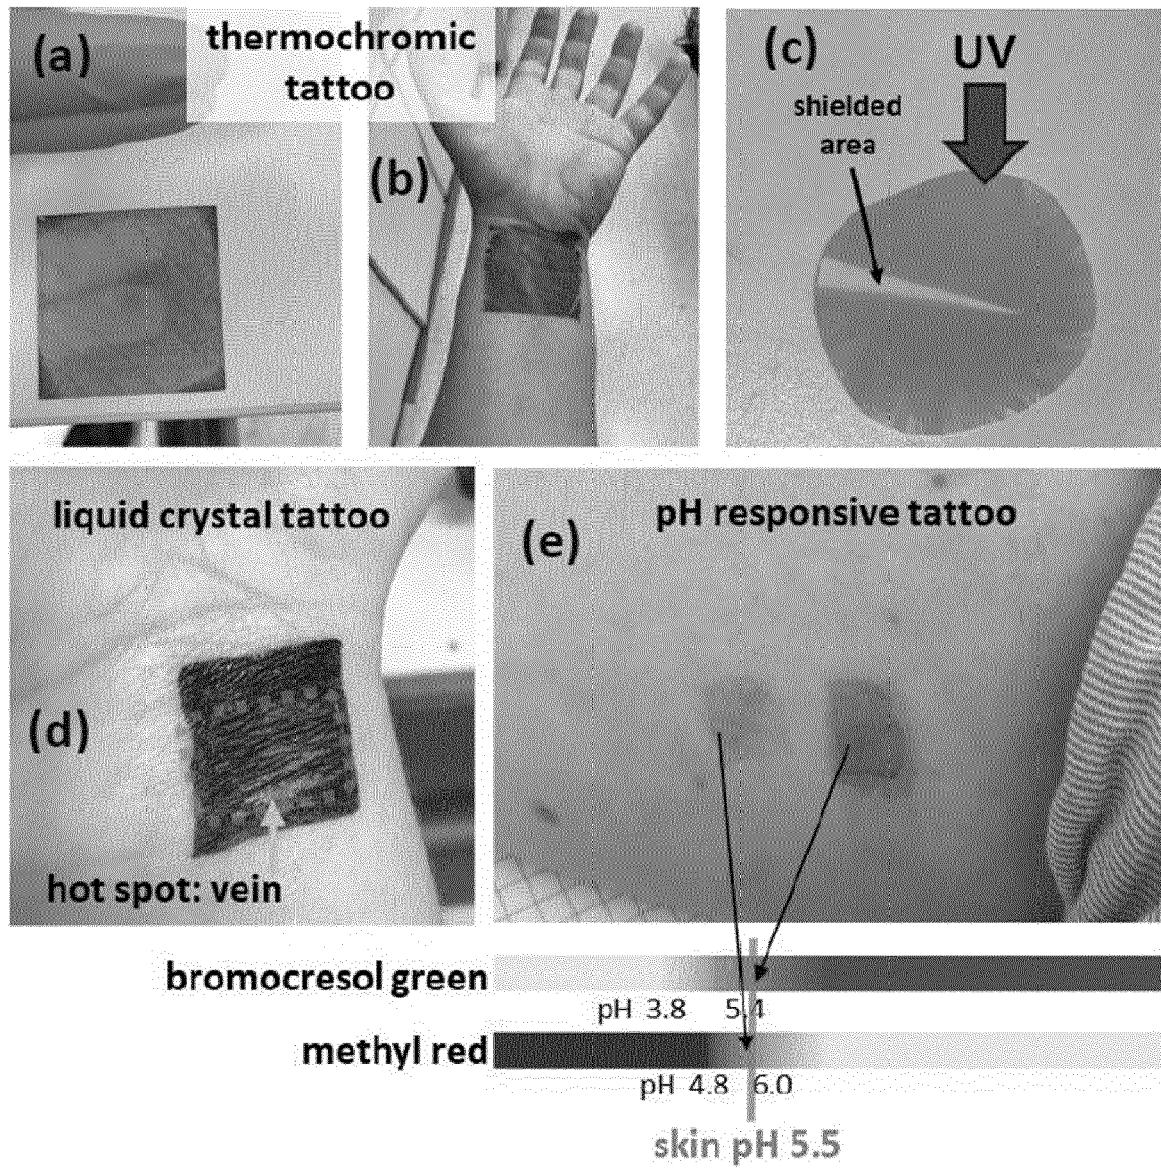 (a)
thermochromic
tattoo
(b)
(c)
UV
shielded
area
liquid crystal tattoo
(d)
hot spot: vein
pH responsive tattoo
(e)
bromocresol green
pH 3.8 5.4
methyl red
pH 4.8 6.0
skin pH 5.5